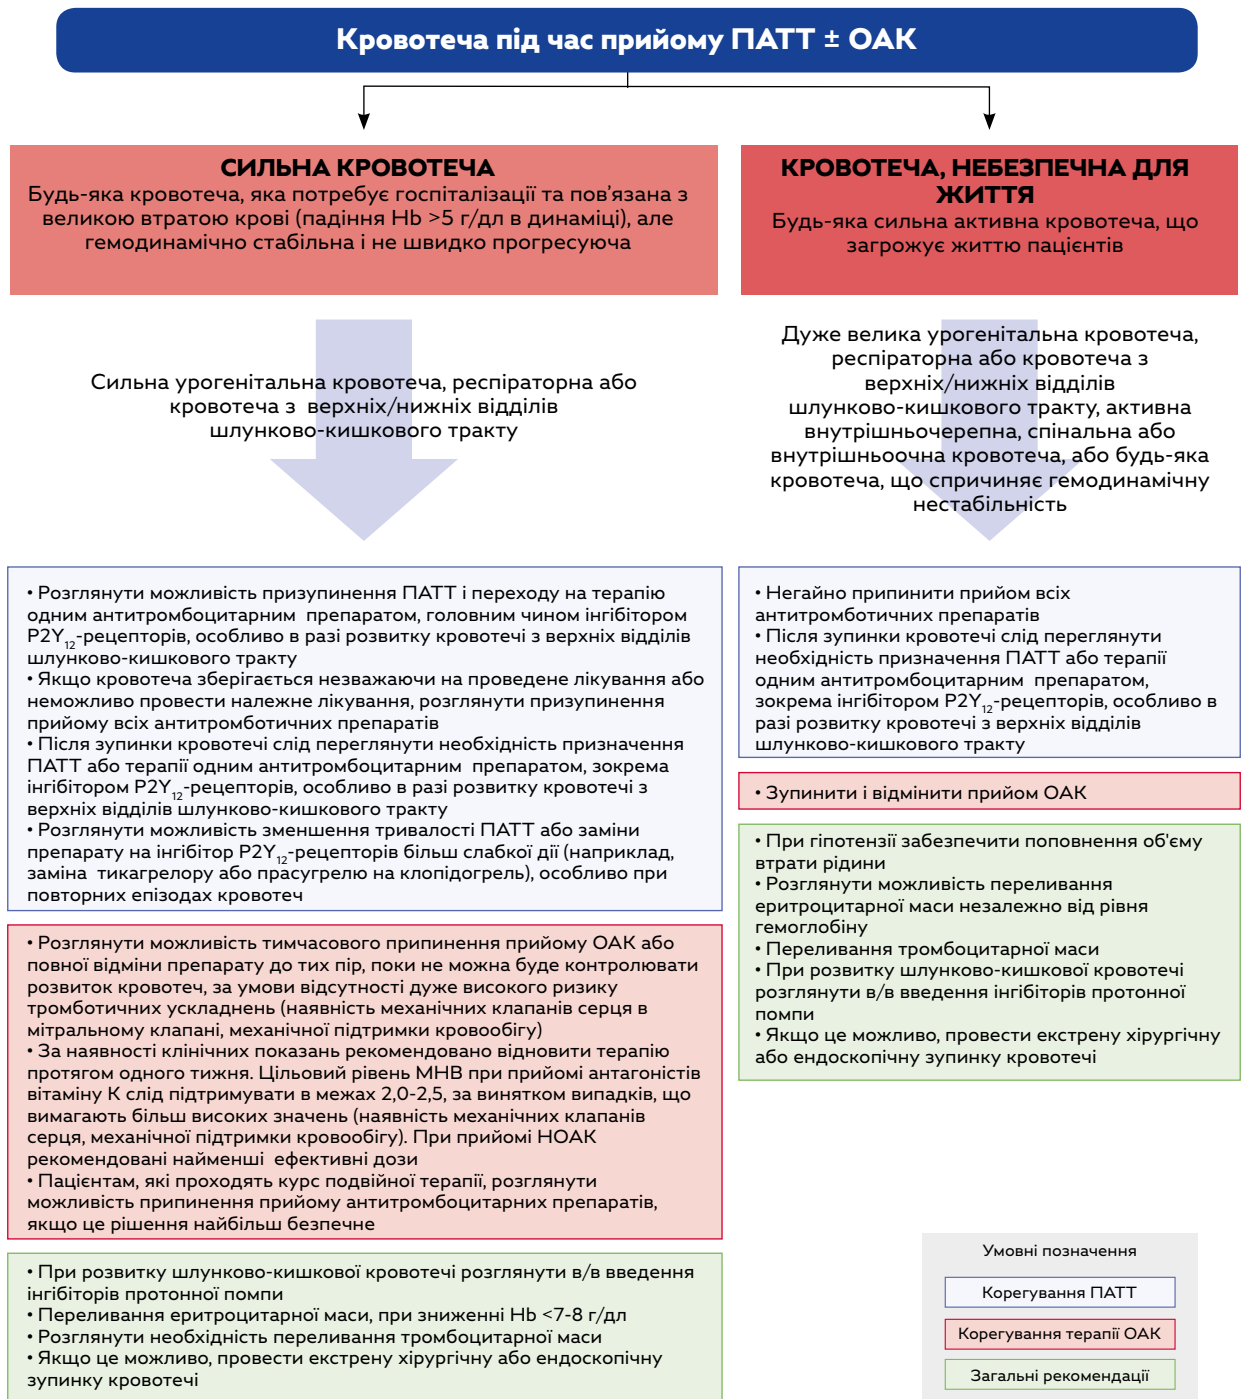 Кровотеча під час прийому ПАТТ ± ОАК
СИЛЬНА КРОВОТЕЧА
Будь-яка кровотеча, яка потребує госпіталізації та пов'язана з
великою втратою крові (падіння Hb >5 г/дл в динаміці), але
гемодинамічно стабільна і не швидко прогресуюча
Сильна урогенітальна кровотеча, респіраторна або
кровотеча з верхніх/нижніх відділів
шлунково-кишкового тракту
• Розглянути можливість призупинення ПАТТ і переходу на терапію
одним антитромбоцитарним препаратом, головним чином інгібітором
P2Y₁₂-рецепторів, особливо в разі розвитку кровотечі з верхніх відділів
шлунково-кишкового тракту
• Якщо кровотеча зберігається незважаючи на проведене лікування або
неможливо провести належне лікування, розглянути призупинення
прийому всіх антитромботичних препаратів
• Після зупинки кровотечі слід переглянути необхідність призначення
ПАТТ або терапії одним антитромбоцитарним препаратом, зокрема
інгібітором P2Y₁₂-рецепторів, особливо в разі розвитку кровотечі з
верхніх відділів шлунково-кишкового тракту
• Розглянути можливість зменшення тривалості ПАТТ або заміни
препарату на інгібітор P2Y₁₂-рецепторів більш слабкої дії (наприклад,
заміна тикагрелору або прасугрелю на клопідогрель), особливо при
повторних епізодах кровотеч
• Розглянути можливість тимчасового припинення прийому ОАК або
повної відміни препарату до тих пір, поки не можна буде контролювати
розвиток кровотеч, за умови відсутності дуже високого ризику
тромботичних ускладнень (наявність механічних клапанів серця в
мітральному клапані, механічної підтримки кровообігу)
• За наявності клінічних показань рекомендовано відновити терапію
протягом одного тижня. Цільовий рівень МНВ при прийомі антагоністів
вітаміну К слід підтримувати в межах 2,0-2,5, за винятком випадків, що
вимагають більш високих значень (наявність механічних клапанів
серця, механічної підтримки кровообігу). При прийомі НОАК
рекомендовані найменші ефективні дози
• Пацієнтам, які проходять курс подвійної терапії, розглянути
можливість припинення прийому антитромбоцитарних препаратів,
якщо це рішення найбільш безпечне
• При розвитку шлунково-кишкової кровотечі розглянути в/в введення
інгібіторів протонної помпи
• Переливання еритроцитарної маси, при зниженні Hb <7-8 г/дл
• Розглянути необхідність переливання тромбоцитарної маси
• Якщо це можливо, провести екстрену хірургічну або ендоскопічну
зупинку кровотечі
КРОВОТЕЧА, НЕБЕЗПЕЧНА ДЛЯ
ЖИТТЯ
Будь-яка сильна активна кровотеча, що
загрожує життю пацієнтів
Дуже велика урогенітальна кровотеча,
респіраторна або кровотеча з
верхніх/нижніх відділів
шлунково-кишкового тракту, активна
внутрішньочерепна, спінальна або
внутрішньоочна кровотеча, або будь-яка
кровотеча, що спричиняє гемодинамічну
нестабільність
• Негайно припинити прийом всіх
антитромботичних препаратів
• Після зупинки кровотечі слід переглянути
необхідність призначення ПАТТ або терапії
одним антитромбоцитарним препаратом,
зокрема інгібітором P2Y₁₂-рецепторів, особливо в
разі розвитку кровотечі з верхніх відділів
шлунково-кишкового тракту
• Зупинити і відмінити прийом ОАК
• При гіпотензії забезпечити поповнення об'єму
втрати рідини
• Розглянути можливість переливання
еритроцитарної маси незалежно від рівня
гемоглобіну
• Переливання тромбоцитарної маси
• При розвитку шлунково-кишкової кровотечі
розглянути в/в введення інгібіторів протонної
помпи
• Якщо це можливо, провести екстрену хірургічну
або ендоскопічну зупинку кровотечі
Умовні позначення
Корегування ПАТТ
Корегування терапії ОАК
Загальні рекомендації